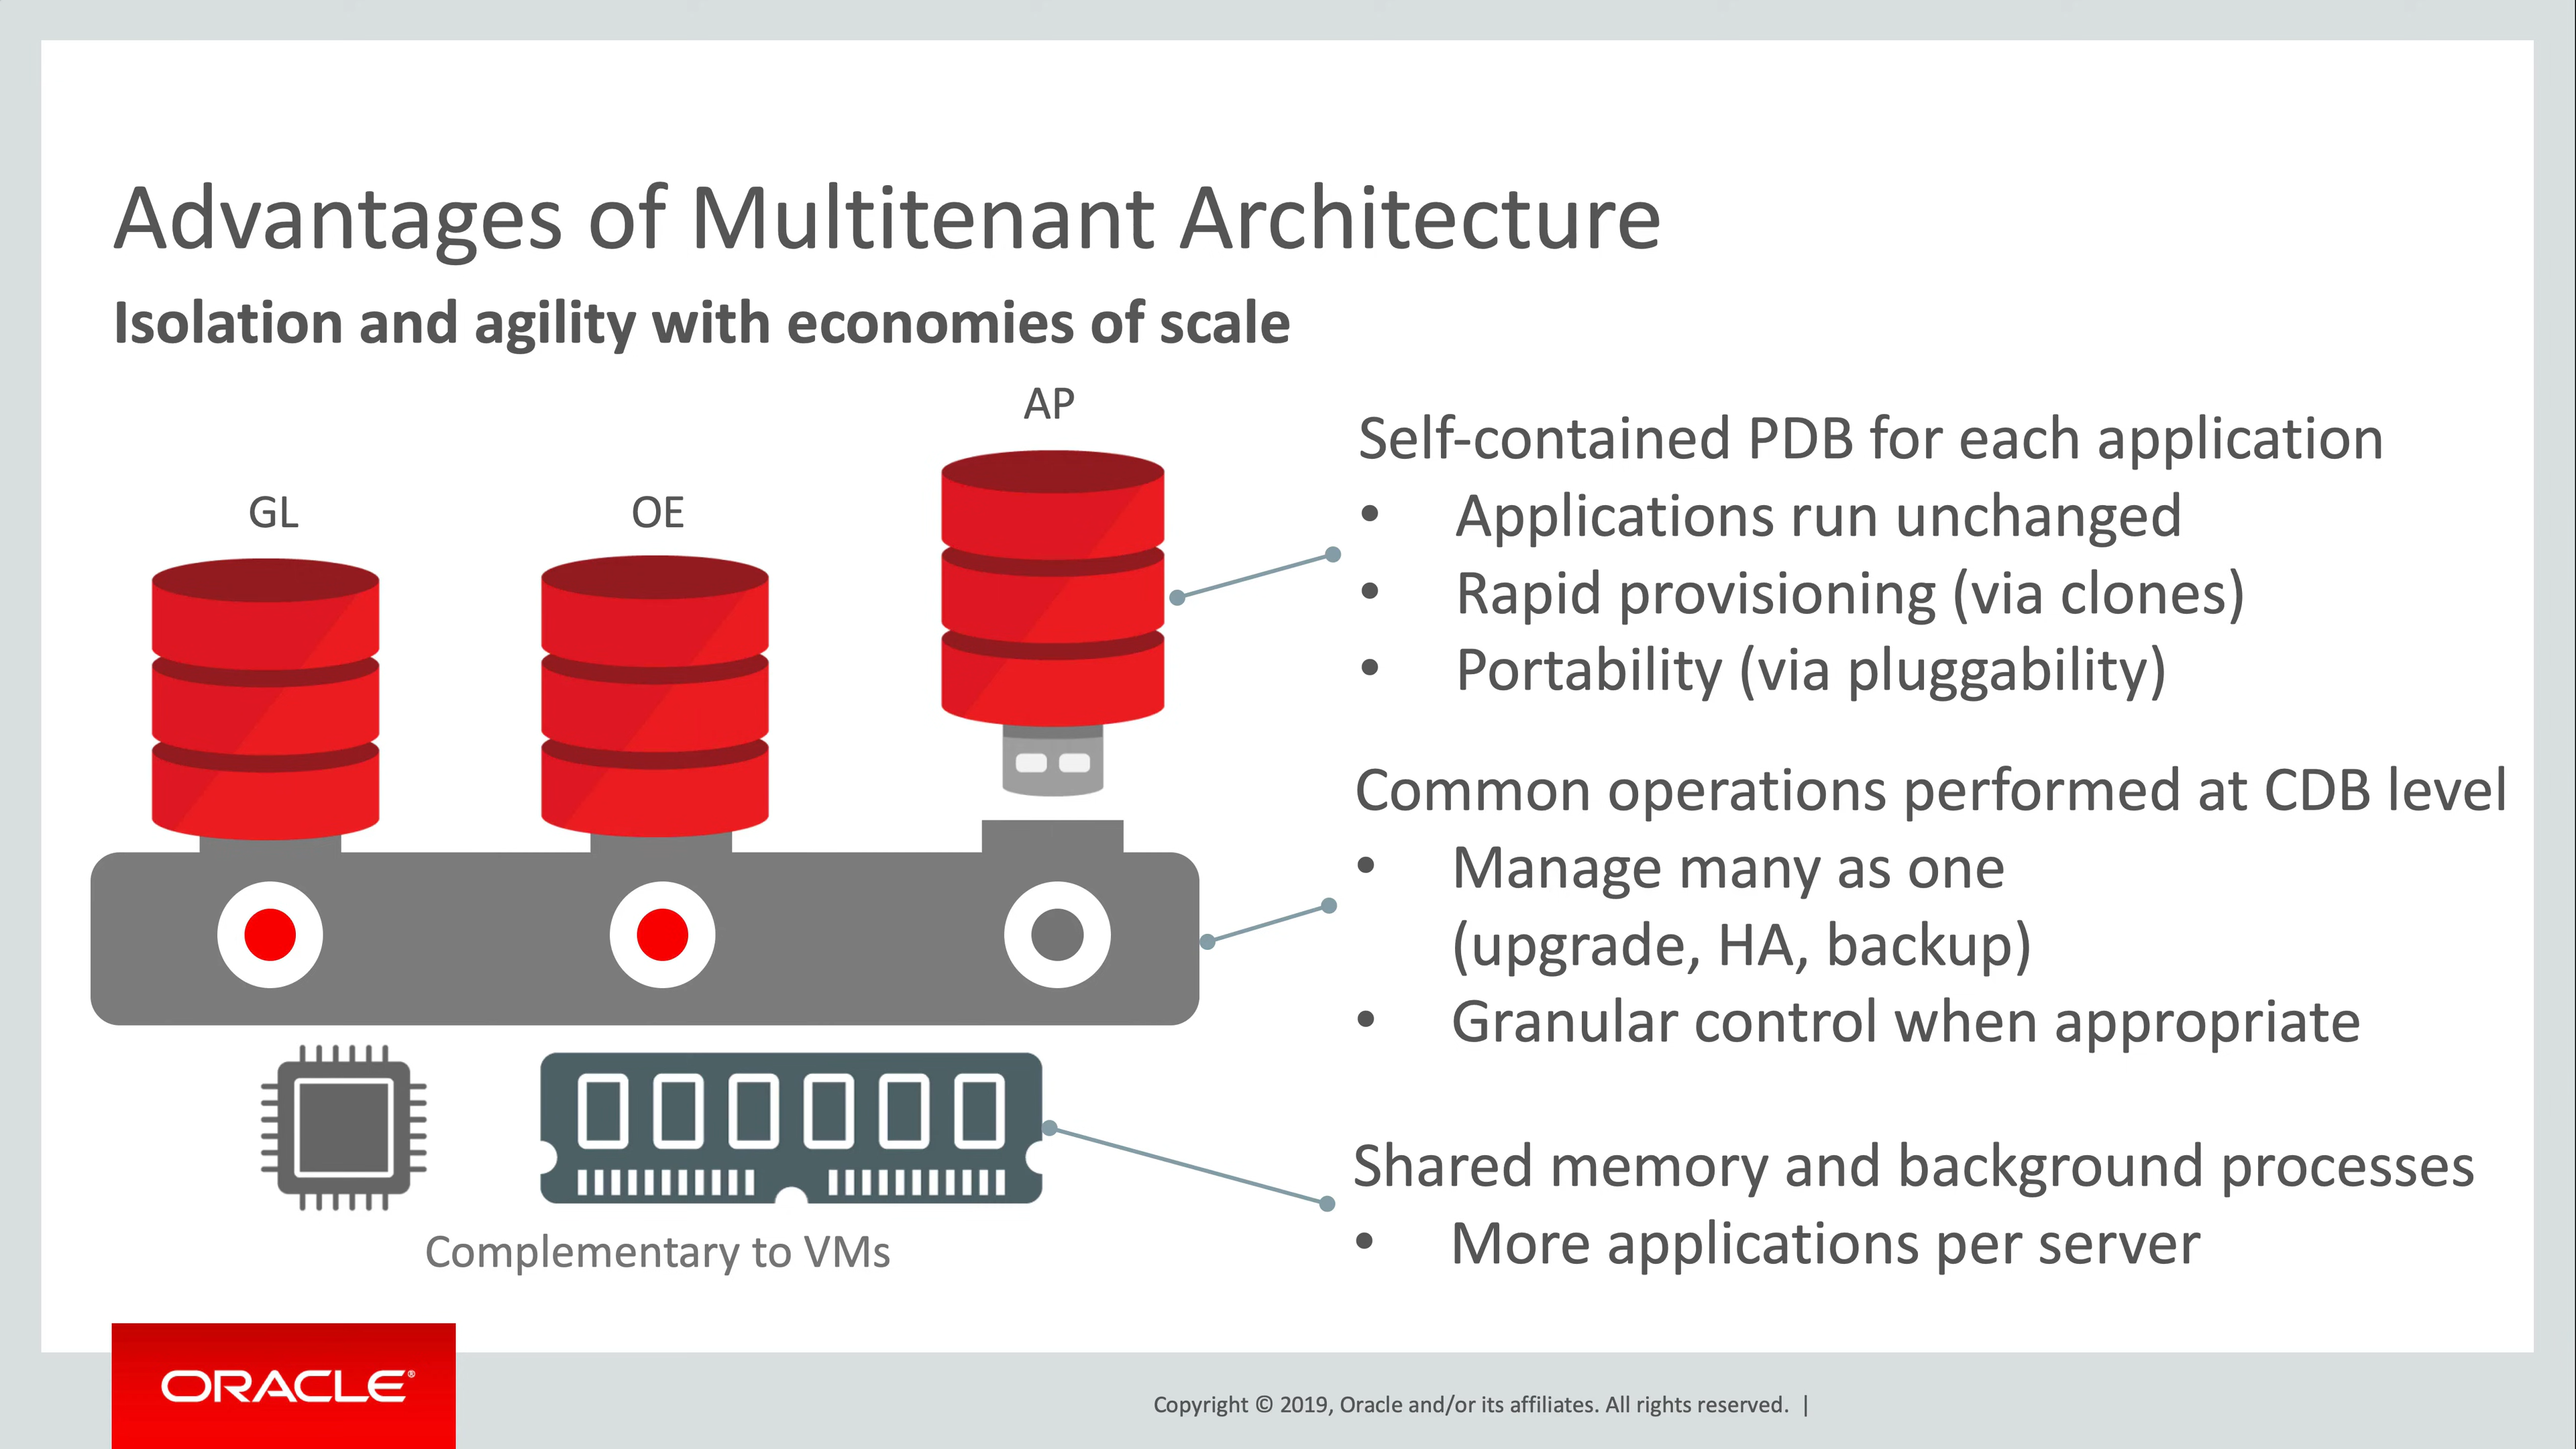 Advantages of Multitenant Architecture
Isolation and agility with economies of scale
GL
OE
AP
Self-contained PDB for each application
• Applications run unchanged
• Rapid provisioning (via clones)
• Portability (via pluggability)
Common operations performed at CDB level
• Manage many as one
(upgrade, HA, backup)
• Granular control when appropriate
Shared memory and background processes
• More applications per server
Complementary to VMs
ORACLE®
Copyright © 2019, Oracle and/or its affiliates. All rights reserved. |